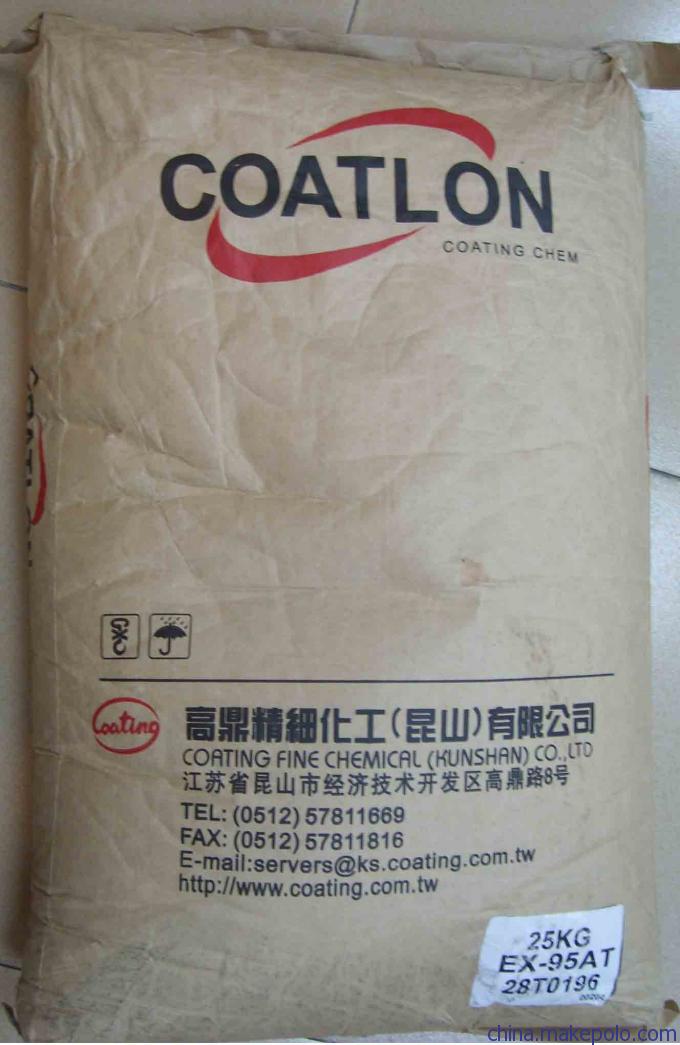 COATLON
COATING CHEM
Coating
高鼎精細化工(昆山)有限公司
COATING FINE CHEMICAL (KUNSHAN) CO.,LTD
江苏省昆山市经济技术开发区高鼎路8号
TEL: (0512) 57811669
FAX: (0512) 57811816
E-mail:servers@ks.coating.com.tw
http://www.coating.com.tw
25KG
EX-95AT
28T0196
china.makepolo.com